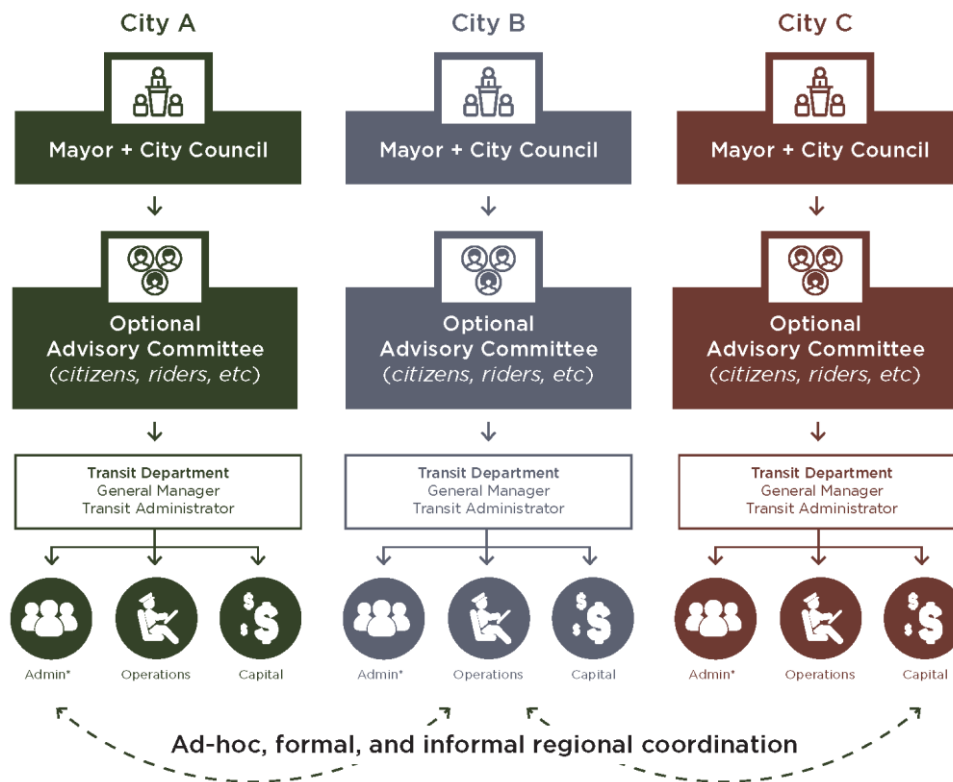 City A
City B
City C
Mayor + City Council
Mayor + City Council
Mayor + City Council
Optional
Advisory Committee
(citizens, riders, etc)
Optional
Advisory Committee
(citizens, riders, etc)
Optional
Advisory Committee
(citizens, riders, etc)
Transit Department
General Manager
Transit Administrator
Transit Department
General Manager
Transit Administrator
Transit Department
General Manager
Transit Administrator
$
$
$
$
$
$
$
$
$
Admin*
Operations
Capital
Admin*
Operations
Capital
Admin*
Operations
Capital
Ad-hoc, formal, and informal regional coordination